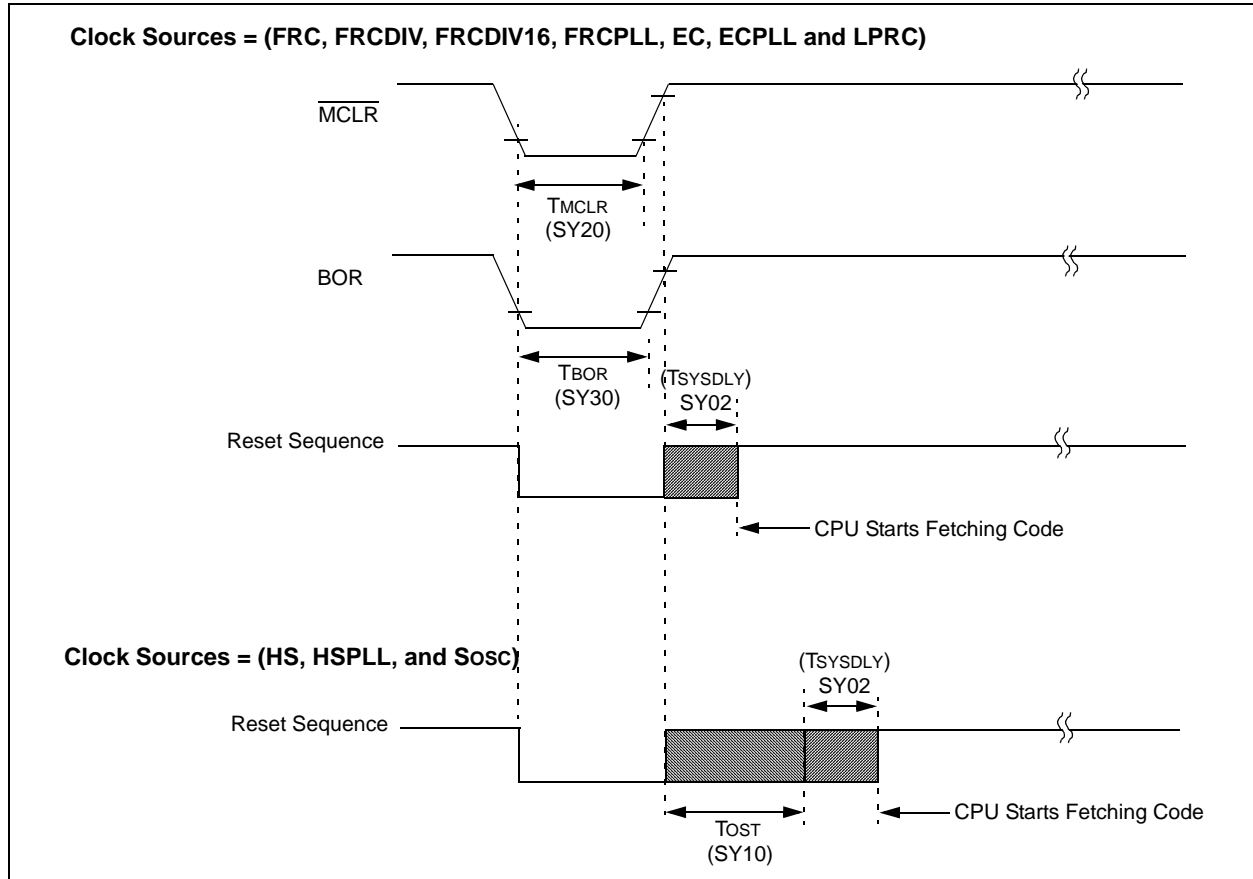 Clock Sources = (FRC, FRCDIV, FRCDIV16, FRCPLL, EC, ECPLL and LPRC)
MCLR
TMCLR
(SY20)
BOR
TBOR
(SY30)
(TSYSDLY)
SY02
Reset Sequence
CPU Starts Fetching Code
Clock Sources = (HS, HSPLL, and SOSC)
(TSYSDLY)
SY02
Reset Sequence
CPU Starts Fetching Code
TOST
(SY10)